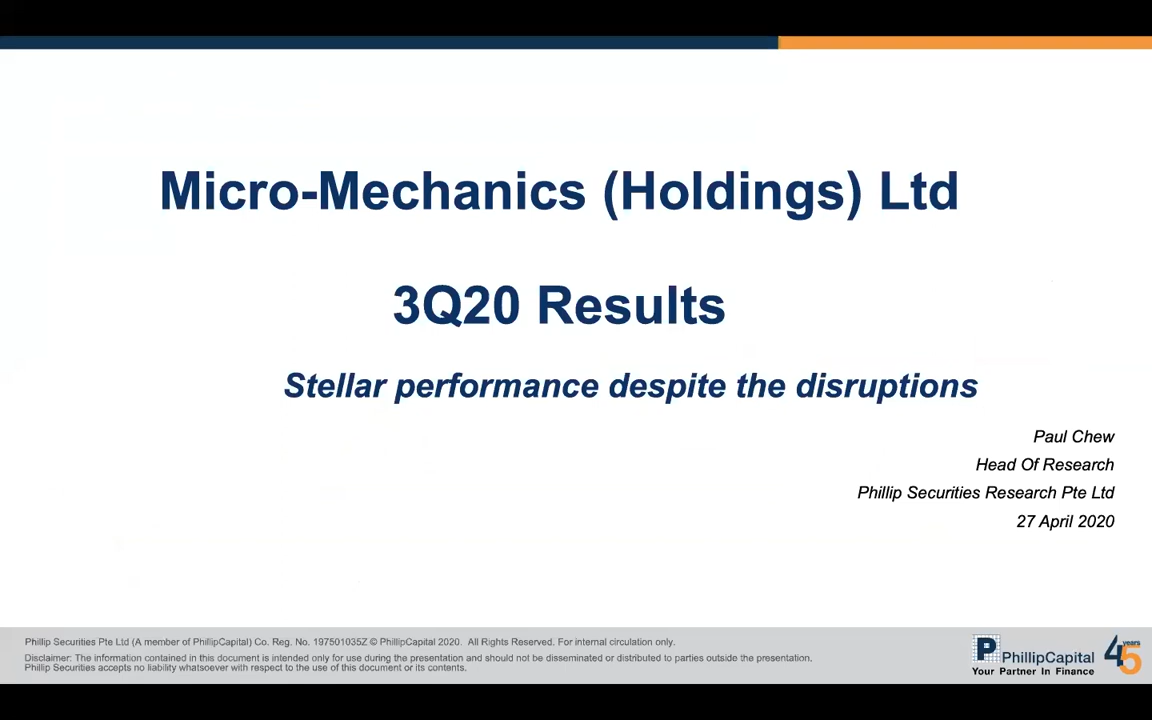 Micro-Mechanics (Holdings) Ltd
3Q20 Results
Stellar performance despite the disruptions
Paul Chew
Head Of Research
Phillip Securities Research Pte Ltd
27 April 2020
Phillip Securities Pte Ltd (A member of PhillipCapital) Co. Reg. No. 197501035Z © PhillipCapital 2020. All Rights Reserved. For internal circulation only.
Disclaimer: The information contained in this document is intended only for use during the presentation and should not be disseminated or distributed to parties outside the presentation.
Phillip Securities accepts no liability whatsoever with respect to the use of this document or its contents.
P PhillipCapital
Your Partner In Finance
45 years